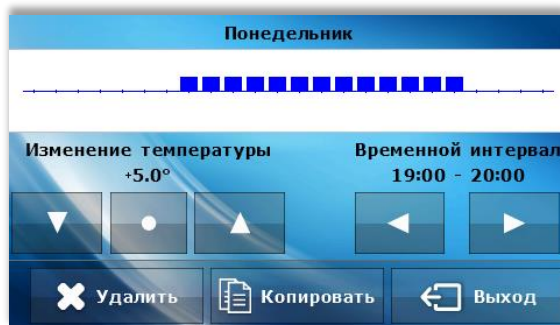 Понедельник
Изменение температуры
+5.0°
Временной интервал
19:00 - 20:00
Удалить
Копировать
Выход